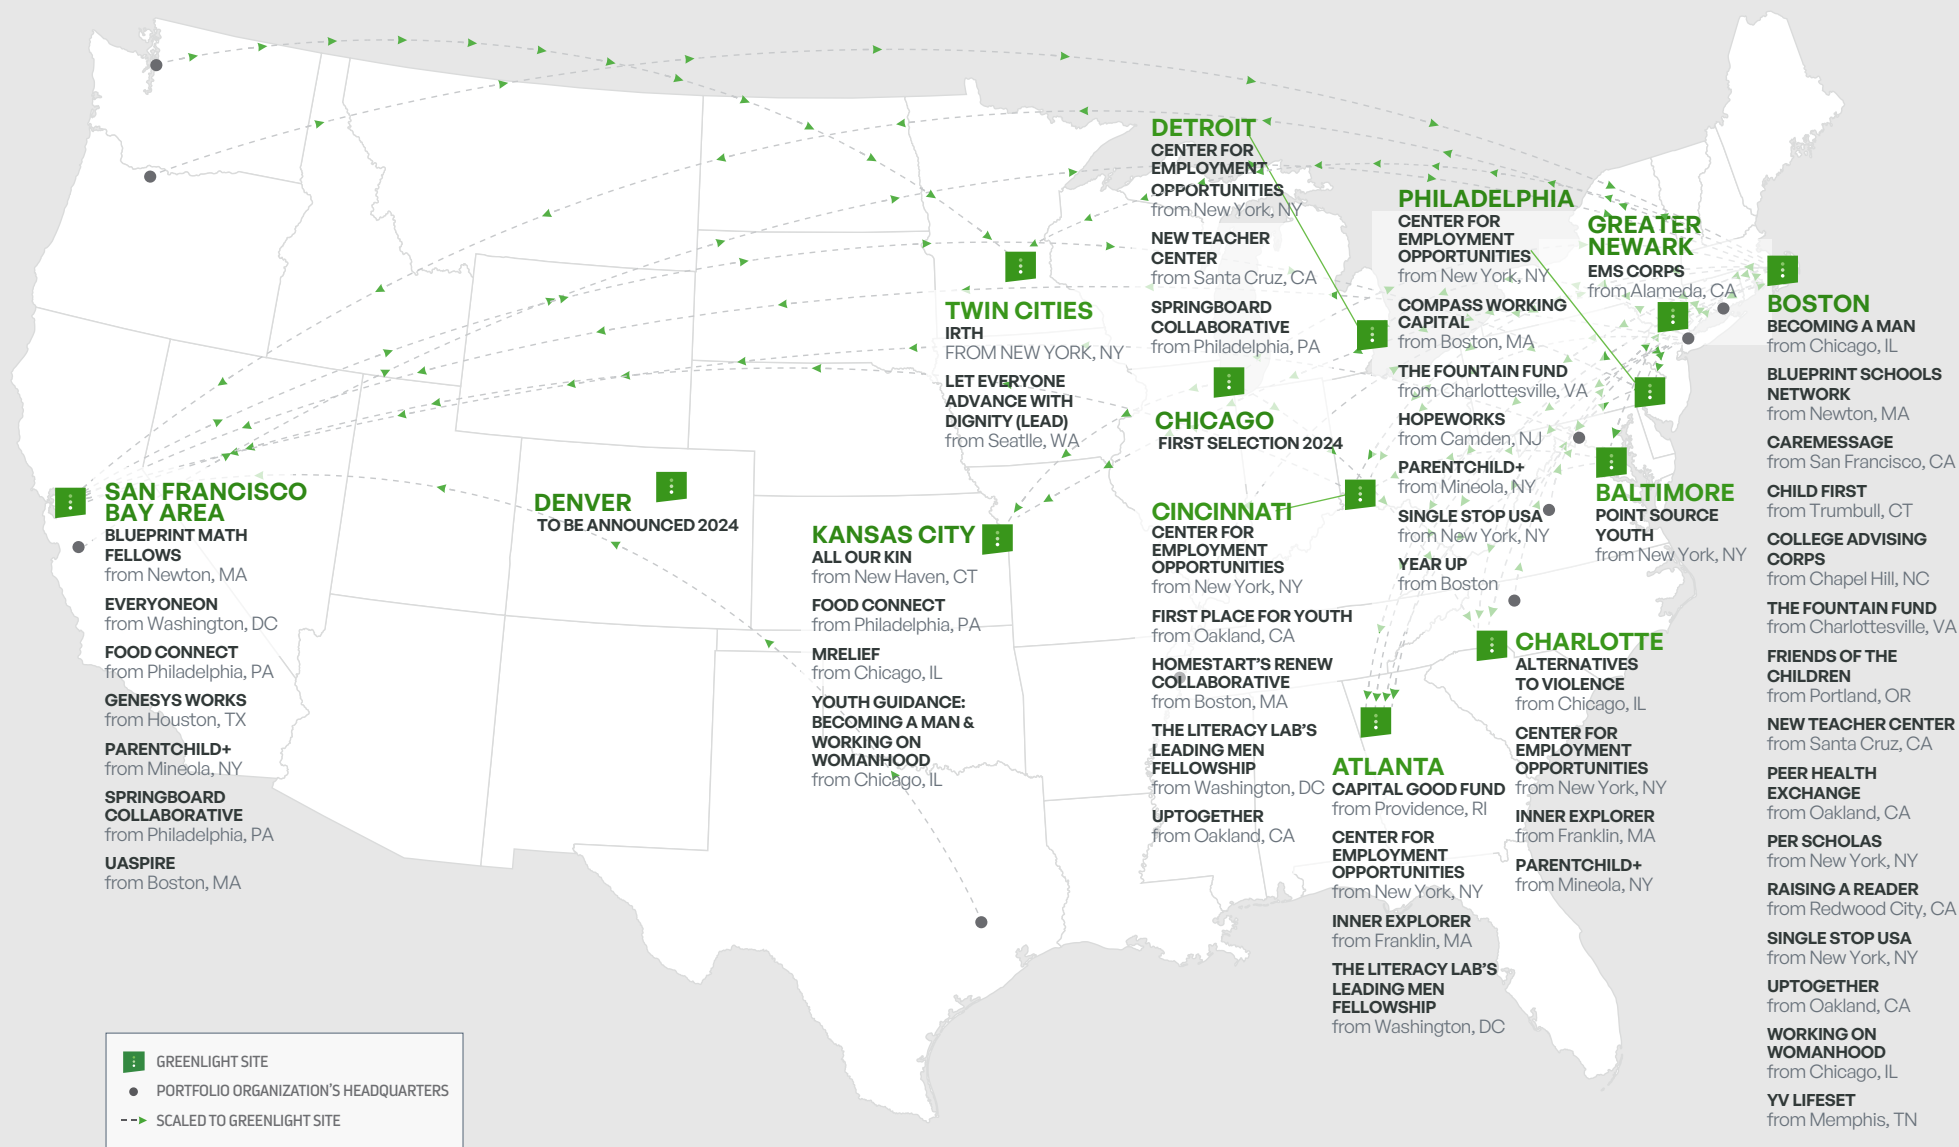 DETROIT
CENTER FOR
EMPLOYMENT
OPPORTUNITIES
from New York, NY
NEW TEACHER
CENTER
from Santa Cruz, CA
SPRINGBOARD
COLLABORATIVE
from Philadelphia, PA
PHILADELPHIA
CENTER FOR
EMPLOYMENT
OPPORTUNITIES
from New York, NY
COMPASS WORKING
CAPITAL
from Boston, MA
THE FOUNTAIN FUND
from Charlottesville, VA
HOPEWORKS
from Camden, NJ
PARENTCHILD+
from Mineola, NY
SINGLE STOP USA
from New York, NY
YEAR UP
from Boston
GREATER
NEWARK
EMS CORPS
from Alameda, CA
BOSTON
BECOMING A MAN
from Chicago, IL
BLUEPRINT SCHOOLS
NETWORK
from Newton, MA
CAREMESSAGE
from San Francisco, CA
CHILD FIRST
from Trumbull, CT
COLLEGE ADVISING
CORPS
from Chapel Hill, NC
THE FOUNTAIN FUND
from Charlottesville, VA
FRIENDS OF THE
CHILDREN
from Portland, OR
NEW TEACHER CENTER
from Santa Cruz, CA
PEER HEALTH
EXCHANGE
from Oakland, CA
PER SCHOLAS
from New York, NY
RAISING A READER
from Redwood City, CA
SINGLE STOP USA
from New York, NY
UPTOGETHER
from Oakland, CA
WORKING ON
WOMANHOOD
from Chicago, IL
YV LIFESET
from Memphis, TN
TWIN CITIES
IRTH
FROM NEW YORK, NY
LET EVERYONE
ADVANCE WITH
DIGNITY (LEAD)
from Seatlle, WA
CHICAGO
FIRST SELECTION 2024
SAN FRANCISCO
BAY AREA
BLUEPRINT MATH
FELLOWS
from Newton, MA
EVERYONEON
from Washington, DC
FOOD CONNECT
from Philadelphia, PA
GENESYS WORKS
from Houston, TX
PARENTCHILD+
from Mineola, NY
SPRINGBOARD
COLLABORATIVE
from Philadelphia, PA
UASPIRE
from Boston, MA
DENVER
TO BE ANNOUNCED 2024
KANSAS CITY
ALL OUR KIN
from New Haven, CT
FOOD CONNECT
from Philadelphia, PA
MRELIEF
from Chicago, IL
YOUTH GUIDANCE:
BECOMING A MAN &
WORKING ON
WOMANHOOD
from Chicago, IL
CINCINNATI
CENTER FOR
EMPLOYMENT
OPPORTUNITIES
from New York, NY
FIRST PLACE FOR YOUTH
from Oakland, CA
HOMESTART'S RENEW
COLLABORATIVE
from Boston, MA
THE LITERACY LAB'S
LEADING MEN
FELLOWSHIP
from Washington, DC
UPTOGETHER
from Oakland, CA
BALTIMORE
POINT SOURCE
YOUTH
from New York, NY
CHARLOTTE
ALTERNATIVES
TO VIOLENCE
from Chicago, IL
CENTER FOR
EMPLOYMENT
OPPORTUNITIES
from New York, NY
INNER EXPLORER
from Franklin, MA
PARENTCHILD+
from Mineola, NY
ATLANTA
CAPITAL GOOD FUND
from Providence, RI
CENTER FOR
EMPLOYMENT
OPPORTUNITIES
from New York, NY
INNER EXPLORER
from Franklin, MA
THE LITERACY LAB'S
LEADING MEN
FELLOWSHIP
from Washington, DC
GREENLIGHT SITE
PORTFOLIO ORGANIZATION'S HEADQUARTERS
SCALED TO GREENLIGHT SITE